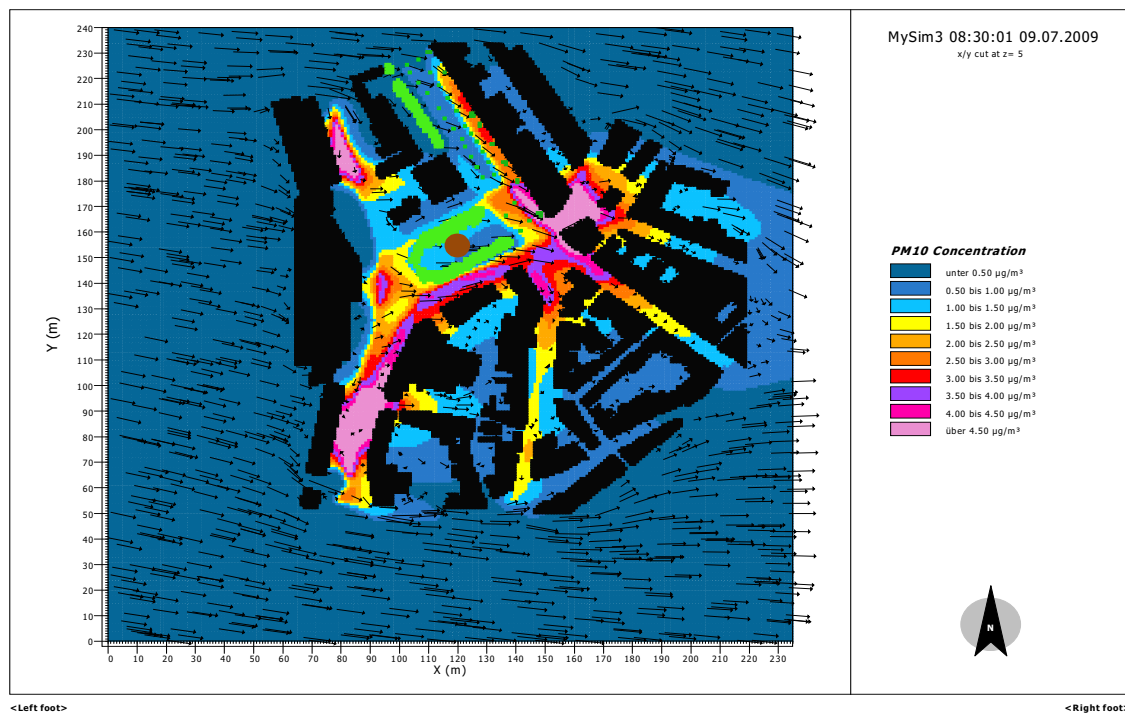 MySim3 08:30:01 09.07.2009
x/y cut at z= 5
240
230
220
210
200
190
180
170
160
150
140
130
120
110
100
90
80
70
60
50
40
30
20
10
0
Y (m)
0 10 20 30 40 50 60 70 80 90 100 110 120 130 140 150 160 170 180 190 200 210 220 230
X (m)
PM10 Concentration
unter 0.50 µg/m³
0.50 bis 1.00 µg/m³
1.00 bis 1.50 µg/m³
1.50 bis 2.00 µg/m³
2.00 bis 2.50 µg/m³
2.50 bis 3.00 µg/m³
3.00 bis 3.50 µg/m³
3.50 bis 4.00 µg/m³
4.00 bis 4.50 µg/m³
über 4.50 µg/m³
N
<Left foot>
<Right foot>